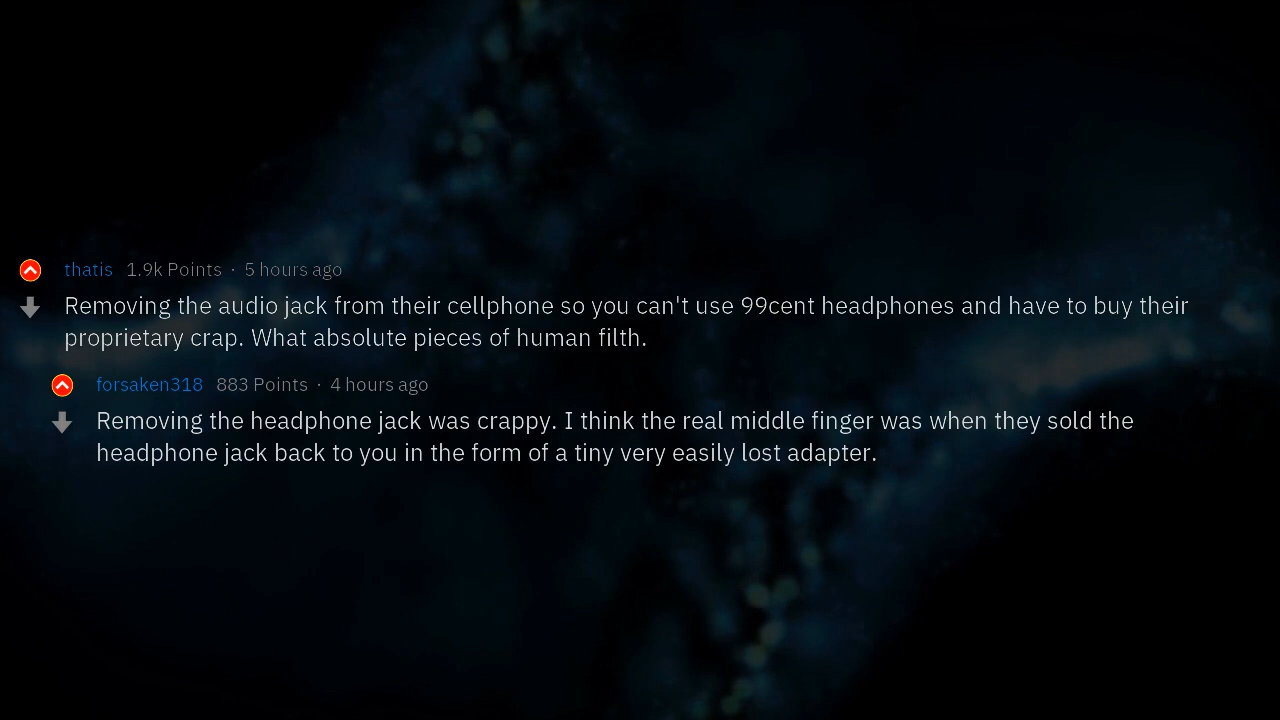 thatis 1.9k Points · 5 hours ago
Removing the audio jack from their cellphone so you can't use 99cent headphones and have to buy their
proprietary crap. What absolute pieces of human filth.
forsaken318 883 Points · 4 hours ago
Removing the headphone jack was crappy. I think the real middle finger was when they sold the
headphone jack back to you in the form of a tiny very easily lost adapter.